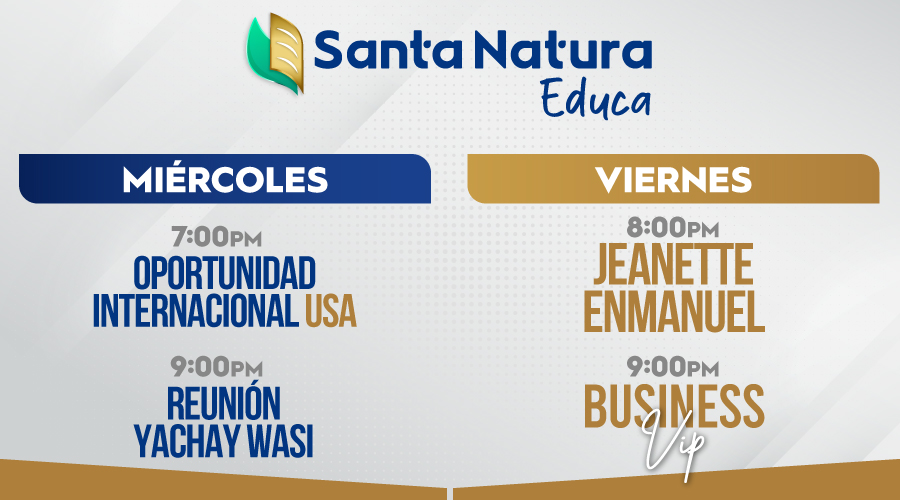 Santa Natura
Educa
MIÉRCOLES
7:00PM
OPORTUNIDAD
INTERNACIONAL USA
9:00PM
REUNIÓN
YACHAY WASI
VIERNES
8:00PM
JEANETTE
ENMANUEL
9:00PM
BUSINESS
Vip